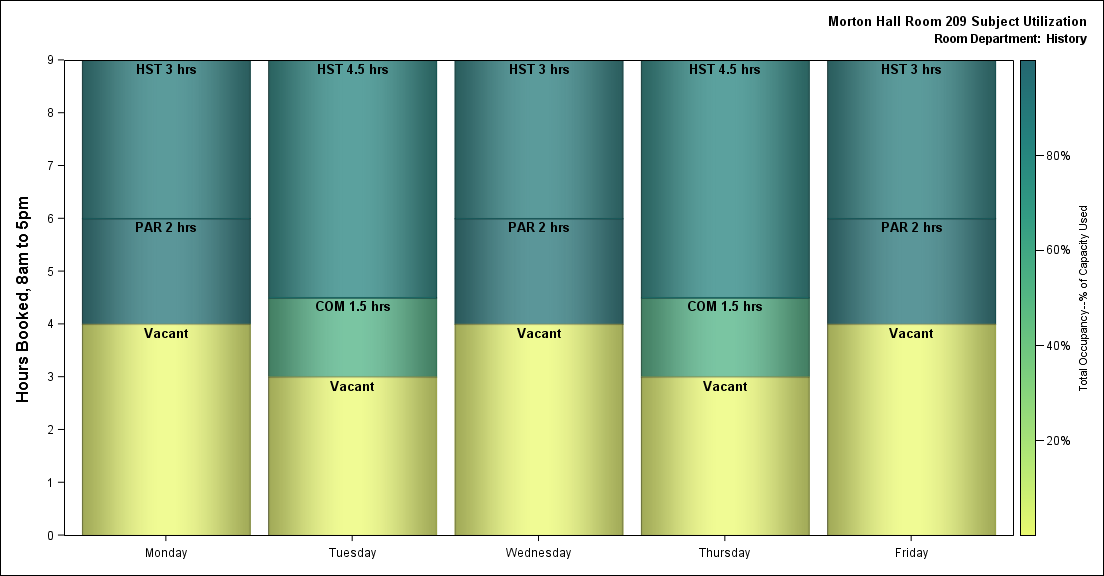 Morton Hall Room 209 Subject Utilization
Room Department: History
Hours Booked, 8am to 5pm
9
8
7
6
5
4
3
2
1
0
HST 3 hrs
PAR 2 hrs
Vacant
HST 4.5 hrs
COM 1.5 hrs
Vacant
HST 3 hrs
PAR 2 hrs
Vacant
HST 4.5 hrs
COM 1.5 hrs
Vacant
HST 3 hrs
PAR 2 hrs
Vacant
Monday
Tuesday
Wednesday
Thursday
Friday
80%
60%
40%
20%
Total Occupancy--% of Capacity Used